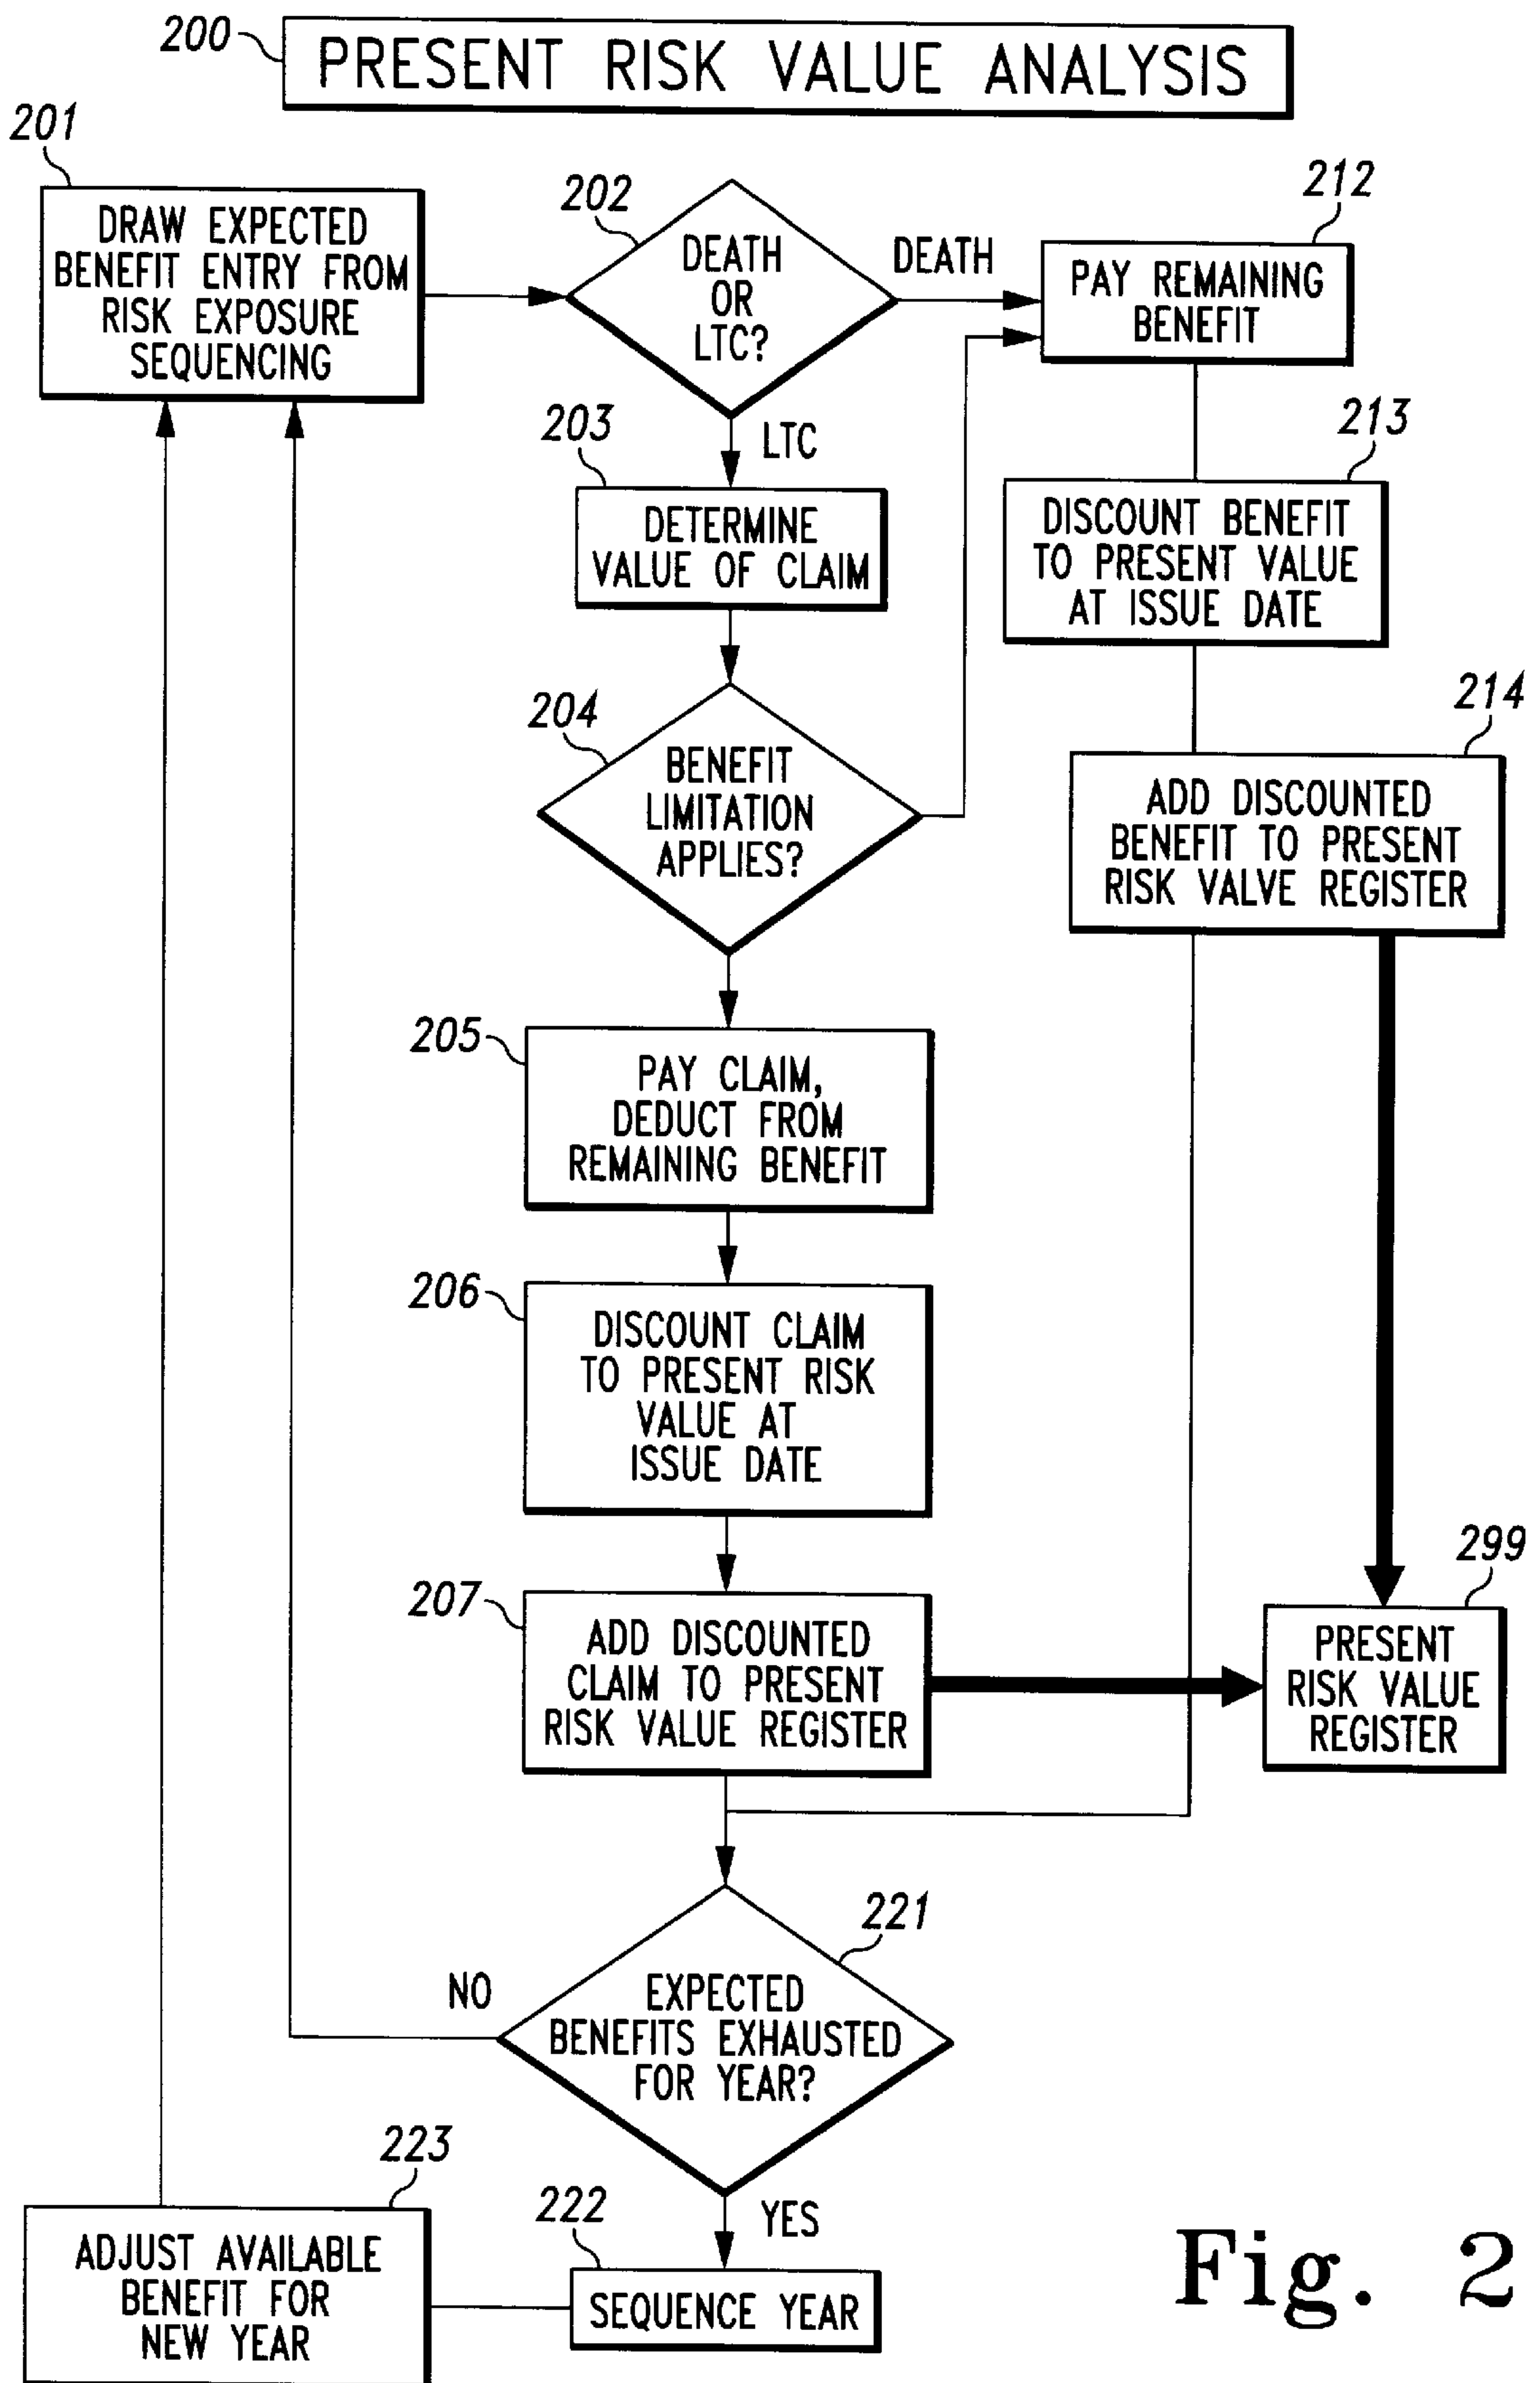 200
PRESENT RISK VALUE ANALYSIS
201
DRAW EXPECTED
BENEFIT ENTRY FROM
RISK EXPOSURE
SEQUENCING
202
DEATH
OR
LTC?
DEATH
212
PAY REMAINING
BENEFIT
LTC
203
DETERMINE
VALUE OF CLAIM
213
DISCOUNT BENEFIT
TO PRESENT VALUE
AT ISSUE DATE
204
BENEFIT
LIMITATION
APPLIES?
214
ADD DISCOUNTED
BENEFIT TO PRESENT
RISK VALVE REGISTER
205
PAY CLAIM,
DEDUCT FROM
REMAINING BENEFIT
206
DISCOUNT CLAIM
TO PRESENT RISK
VALUE AT
ISSUE DATE
207
ADD DISCOUNTED
CLAIM TO PRESENT
RISK VALUE REGISTER
299
PRESENT
RISK VALUE
REGISTER
221
EXPECTED
BENEFITS EXHAUSTED
FOR YEAR?
NO
YES
222
SEQUENCE YEAR
223
ADJUST AVAILABLE
BENEFIT FOR
NEW YEAR
Fig. 2